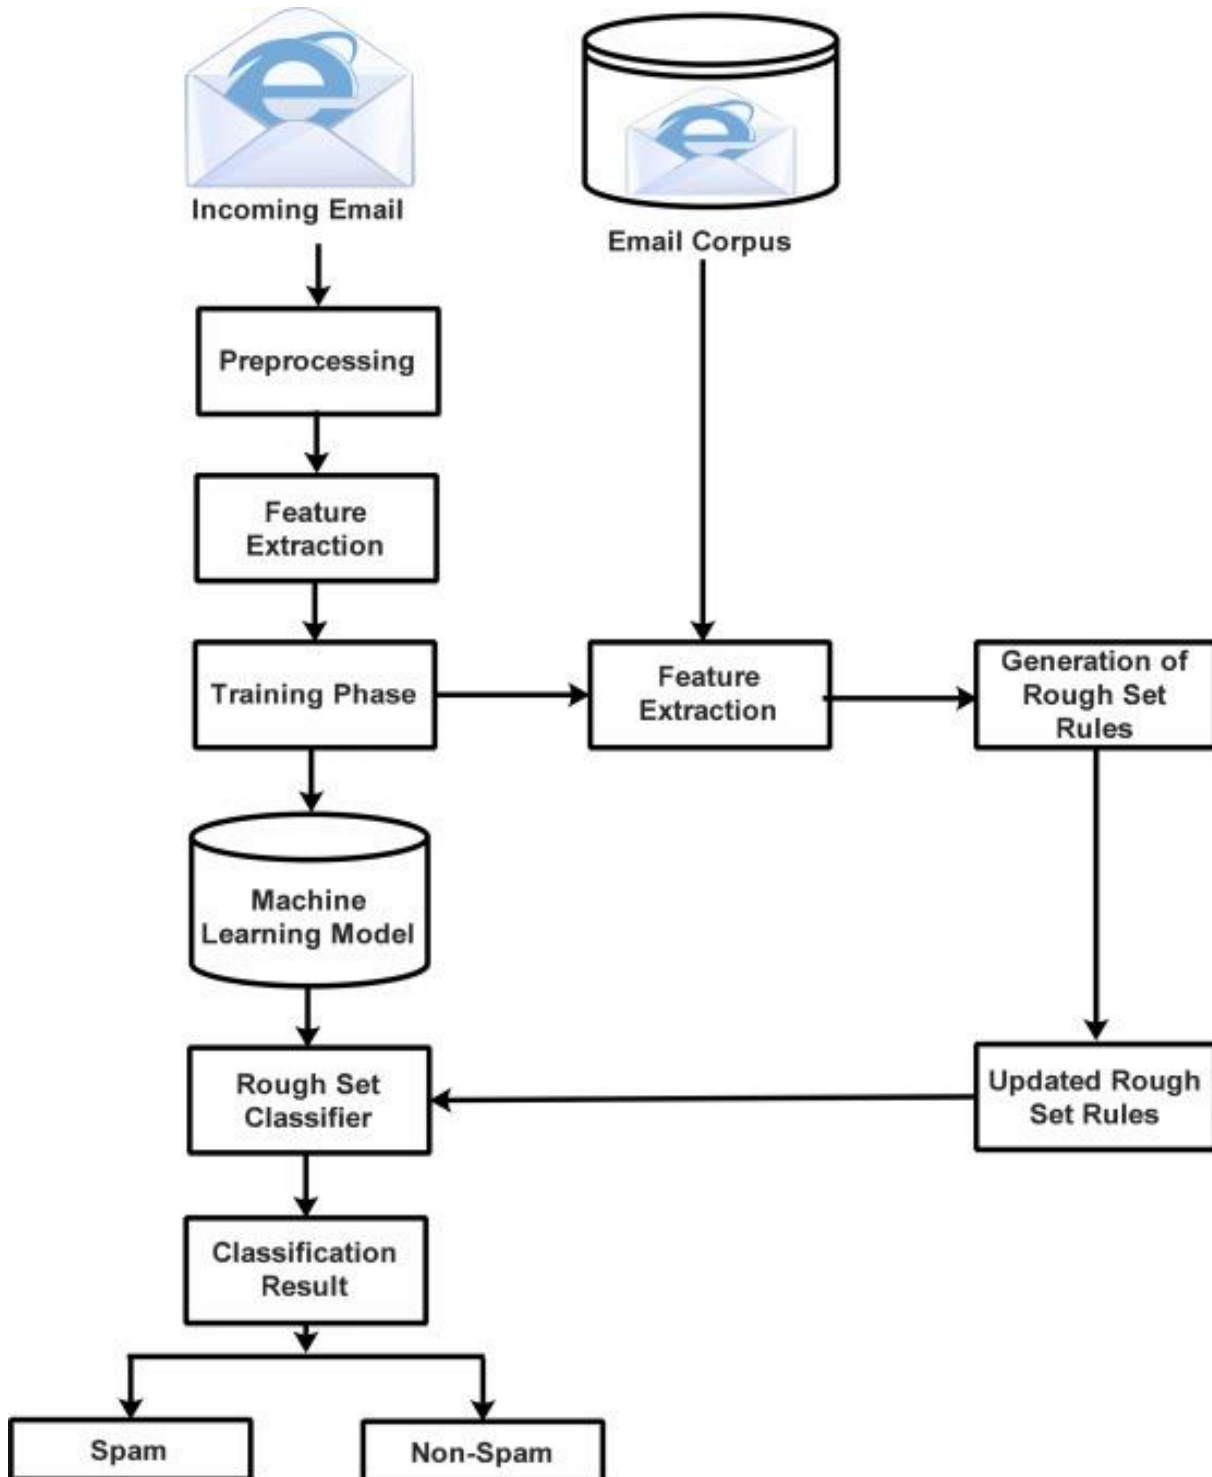 Incoming Email
Email Corpus
Preprocessing
Feature
Extraction
Training Phase
Feature
Extraction
Generation of
Rough Set
Rules
Machine
Learning Model
Rough Set
Classifier
Updated Rough
Set Rules
Classification
Result
Spam
Non-Spam